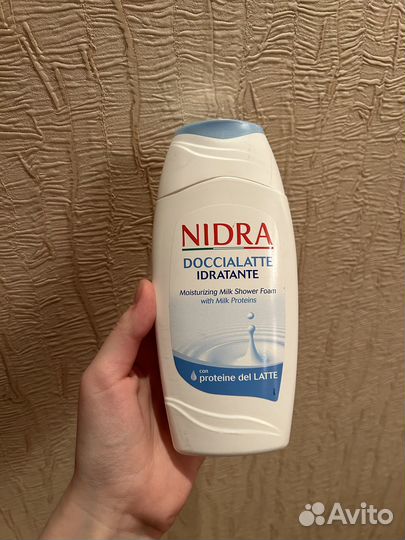 NIDRA
DOCCIALATTE
IDRATANTE
Moisturizing Milk Shower Foam
with Milk Proteins
con
proteine del LATTE
Avito